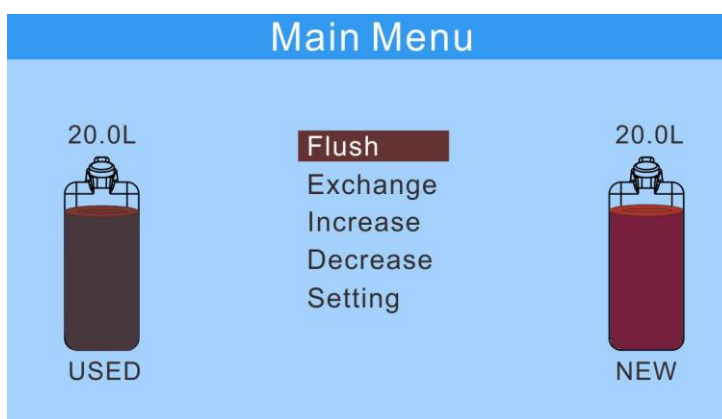 Main Menu
20.0L
USED
Flush
Exchange
Increase
Decrease
Setting
20.0L
NEW